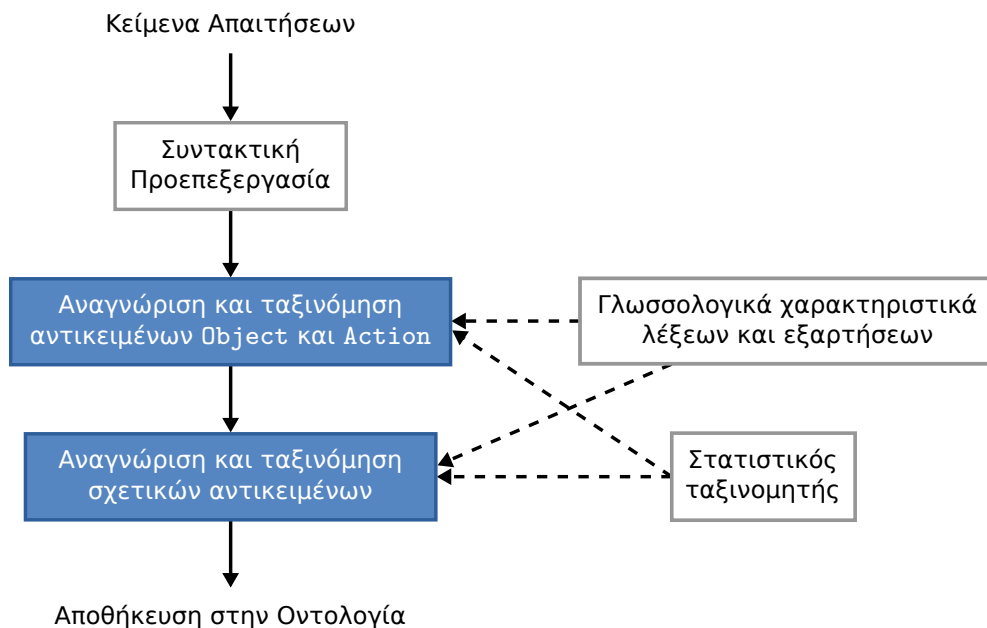 Κείμενα Απαιτήσεων
Συντακτική
Προεπεξεργασία
Αναγνώριση και ταξινόμηση
αντικειμένων Object και Action
Γλωσσολογικά χαρακτηριστικά
λέξεων και εξαρτήσεων
Αναγνώριση και ταξινόμηση
σχετικών αντικειμένων
Στατιστικός
ταξινομητής
Αποθήκευση στην Οντολογία